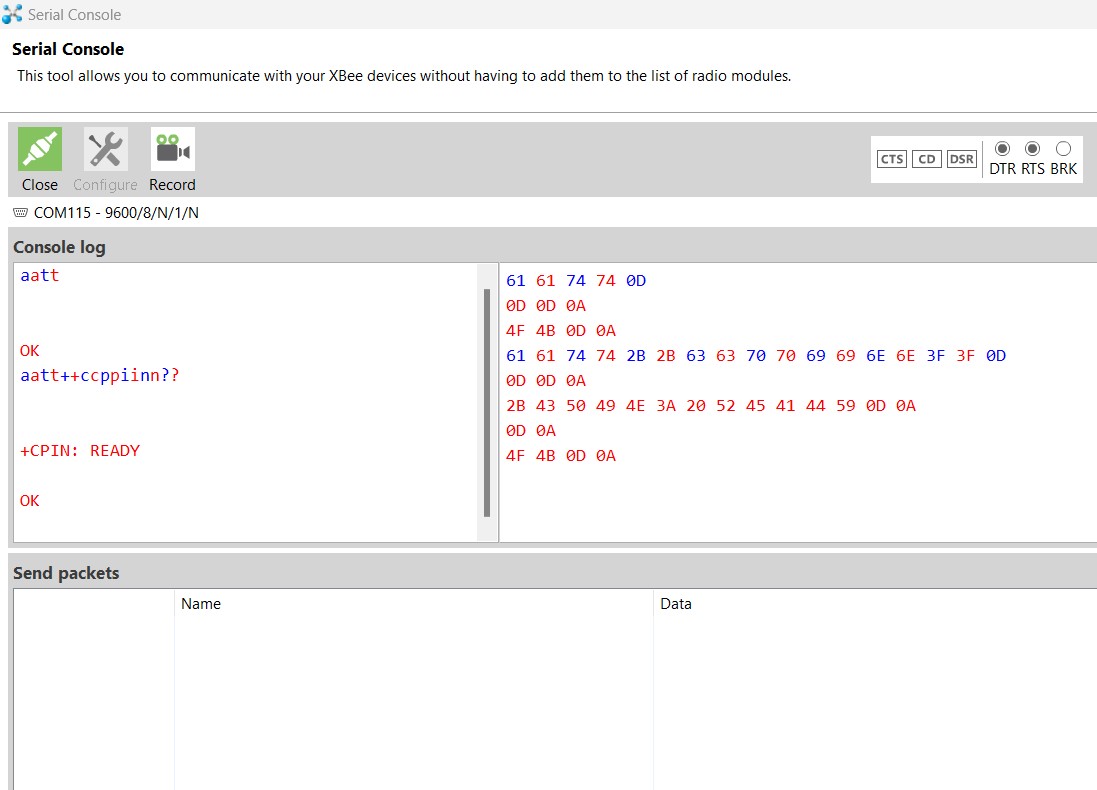 Serial Console
Serial Console
This tool allows you to communicate with your XBee devices without having to add them to the list of radio modules.
Close Configure Record
CTS CD DSR DTR RTS BRK
COM115 - 9600/8/N/1/N
Console log
aatt
OK
aatt++ccppiinn??
+CPIN: READY
OK
61 61 74 74 0D
0D 0D 0A
4F 4B 0D 0A
61 61 74 74 2B 2B 63 63 70 70 69 69 6E 6E 3F 3F 0D
0D 0D 0A
2B 43 50 49 4E 3A 20 52 45 41 44 59 0D 0A
0D 0A
4F 4B 0D 0A
Send packets
Name Data